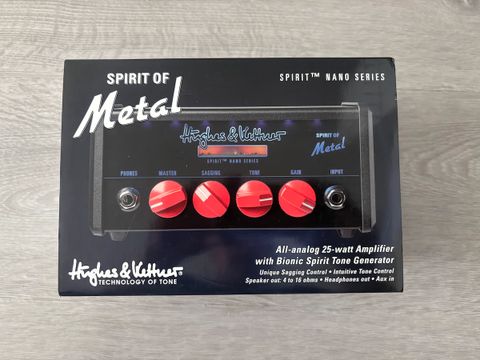 SPIRIT OF
Metal
SPIRIT™ NANO SERIES
Hughes & Kettner
SPIRIT™ NANO SERIES
SPIRIT OF
Metal
PHONES MASTER SAGGING TONE GAIN INPUT
All-analog 25-watt Amplifier
with Bionic Spirit Tone Generator
Unique Sagging Control • Intuitive Tone Control
Speaker out: 4 to 16 ohms • Headphones out • Aux in
Hughes & Kettner
TECHNOLOGY OF TONE